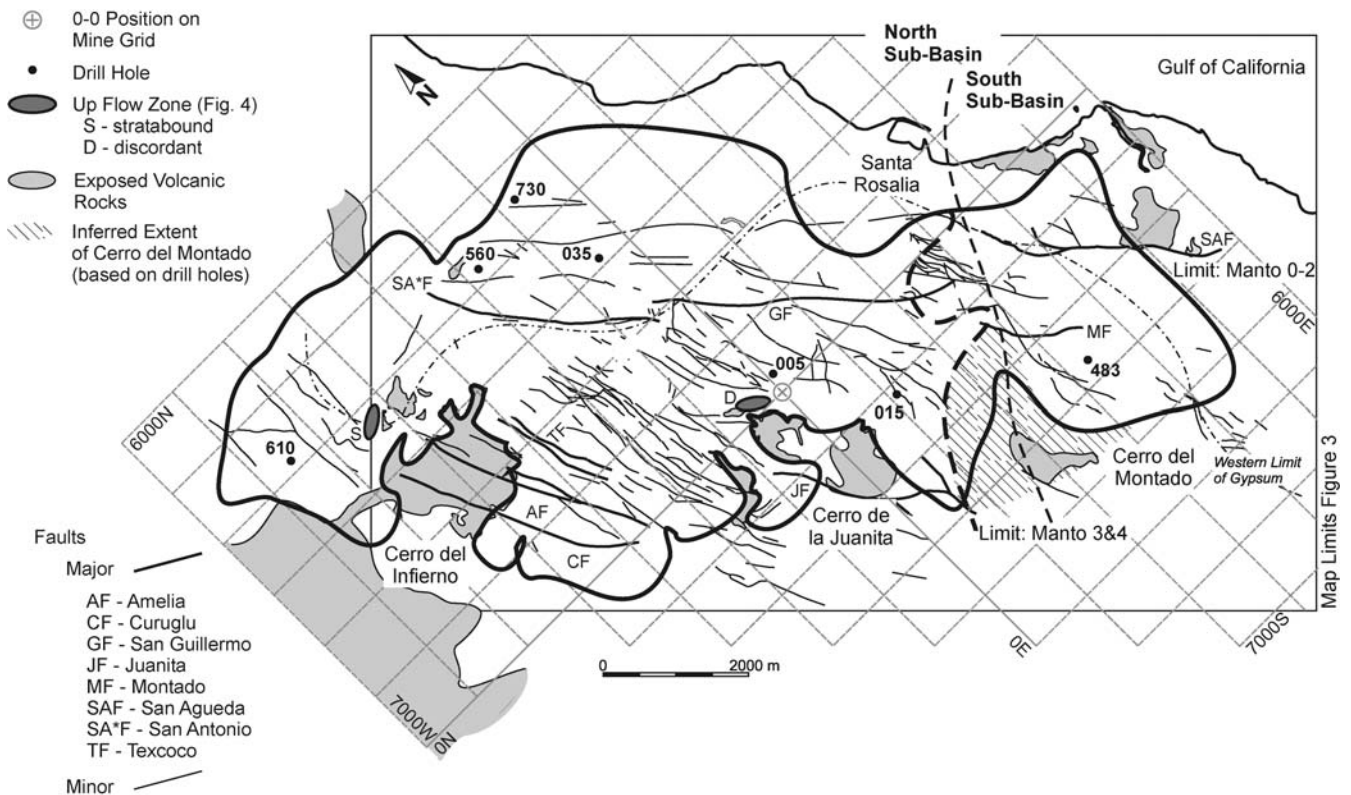 0-0 Position on
Mine Grid
Drill Hole
Up Flow Zone (Fig. 4)
S - stratabound
D - discordant
Exposed Volcanic
Rocks
Inferred Extent
of Cerro del Montado
(based on drill holes)
N
North
Sub-Basin
South
Sub-Basin
Gulf of California
Santa
Rosalia
730
560
035
SA*F
GF
SAF
Limit: Manto 0-2
6000E
MF
483
005
D
015
S
610
6000N
TF
AF
CF
JF
Cerro del
Infierno
Cerro de
la Juanita
Cerro del
Montado
Western Limit
of Gypsum
Limit: Manto 3&4
0E
7000S
7000W
0N
0
2000 m
Map Limits Figure 3
Faults
Major
AF - Amelia
CF - Curuglu
GF - San Guillermo
JF - Juanita
MF - Montado
SAF - San Agueda
SA*F - San Antonio
TF - Texcoco
Minor